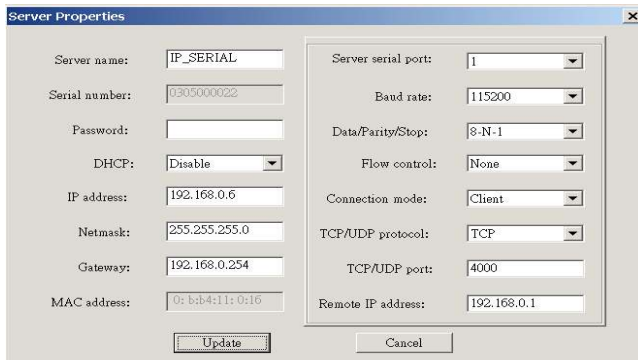 Server Properties
Server name: IP_SERIAL
Serial number: 0305000022
Password:
DHCP: Disable
IP address: 192.168.0.6
Netmask: 255.255.255.0
Gateway: 192.168.0.254
MAC address: 0: b:b4:11: 0:16
Update
Server serial port: 1
Baud rate: 115200
Data/Parity/Stop: 8-N-1
Flow control: None
Connection mode: Client
TCP/UDP protocol: TCP
TCP/UDP port: 4000
Remote IP address: 192.168.0.1
Cancel